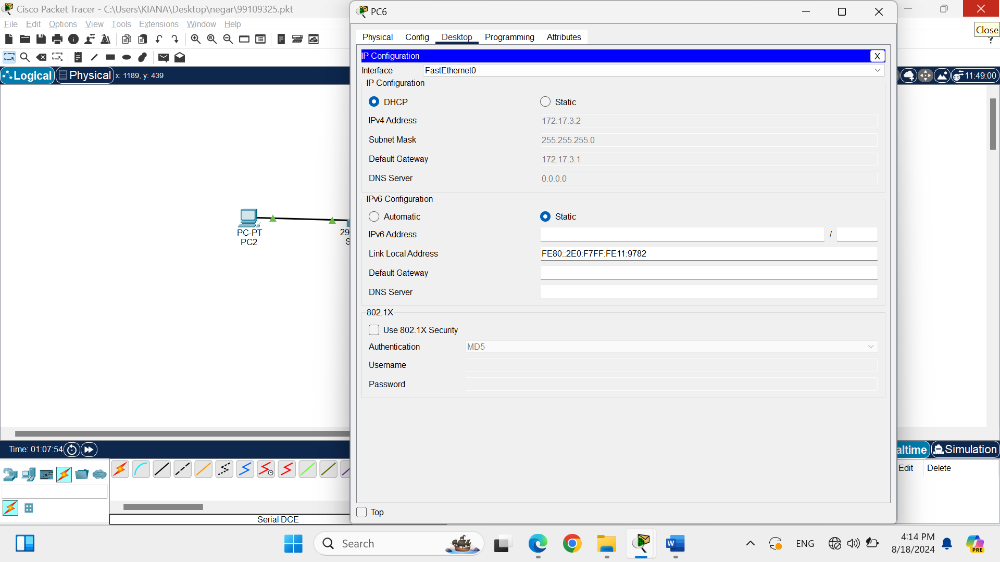 Cisco Packet Tracer - C:\Users\KIANA\Desktop\negar\99109325.pkt
File Edit Options View Tools Extensions Window Help
Close
?
Logical Physical x: 1189, y: 439
11:49:00
PC-PT
PC2
29
S
PC6
Physical Config Desktop Programming Attributes
IP Configuration X
Interface FastEthernet0
IP Configuration
DHCP Static
IPv4 Address 172.17.3.2
Subnet Mask 255.255.255.0
Default Gateway 172.17.3.1
DNS Server 0.0.0.0
IPv6 Configuration
Automatic Static
IPv6 Address /
Link Local Address FE80::2E0:F7FF:FE11:9782
Default Gateway
DNS Server
802.1X
Use 802.1X Security
Authentication MD5
Username
Password
Top
Time: 01:07:54
altime Simulation
Edit Delete
Serial DCE
Search
W
ENG
4:14 PM
8/18/2024
PRE